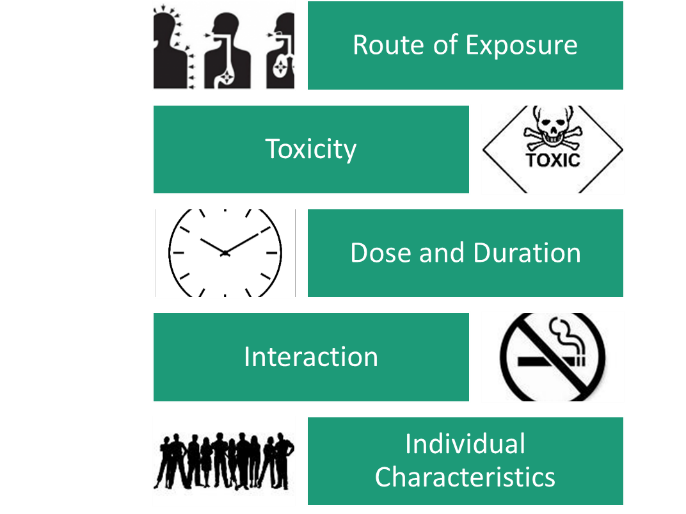 Route of Exposure
Toxicity
TOXIC
Dose and Duration
Interaction
Individual
Characteristics